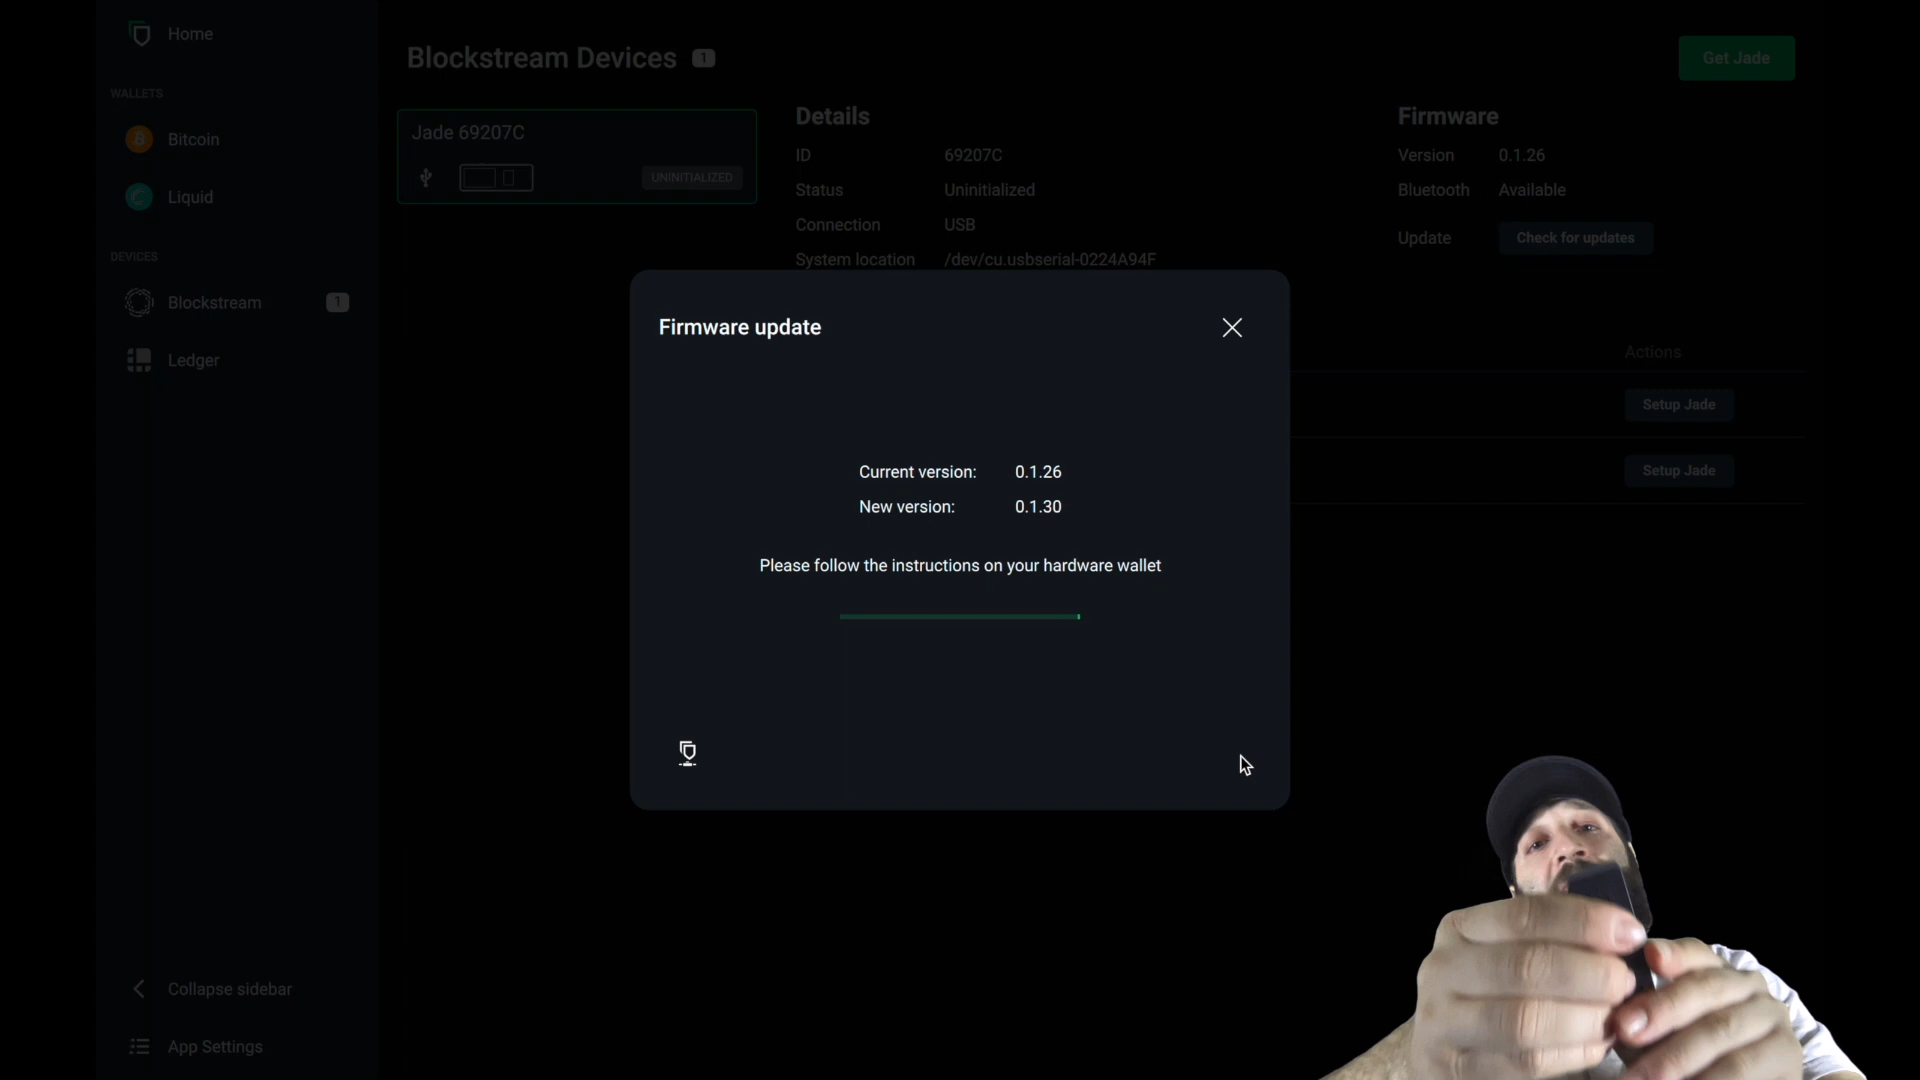 Home
WALLETS
Bitcoin
Liquid
DEVICES
Blockstream 1
Ledger
Collapse sidebar
App Settings
Blockstream Devices 1
Get Jade
Jade 69207C
UNINITIALIZED
Details
ID 69207C
Status Uninitialized
Connection USB
System location /dev/cu.usbserial-0224A94F
Firmware
Version 0.1.26
Bluetooth Available
Update Check for updates
Actions
Setup Jade
Setup Jade
Firmware update
Current version: 0.1.26
New version: 0.1.30
Please follow the instructions on your hardware wallet